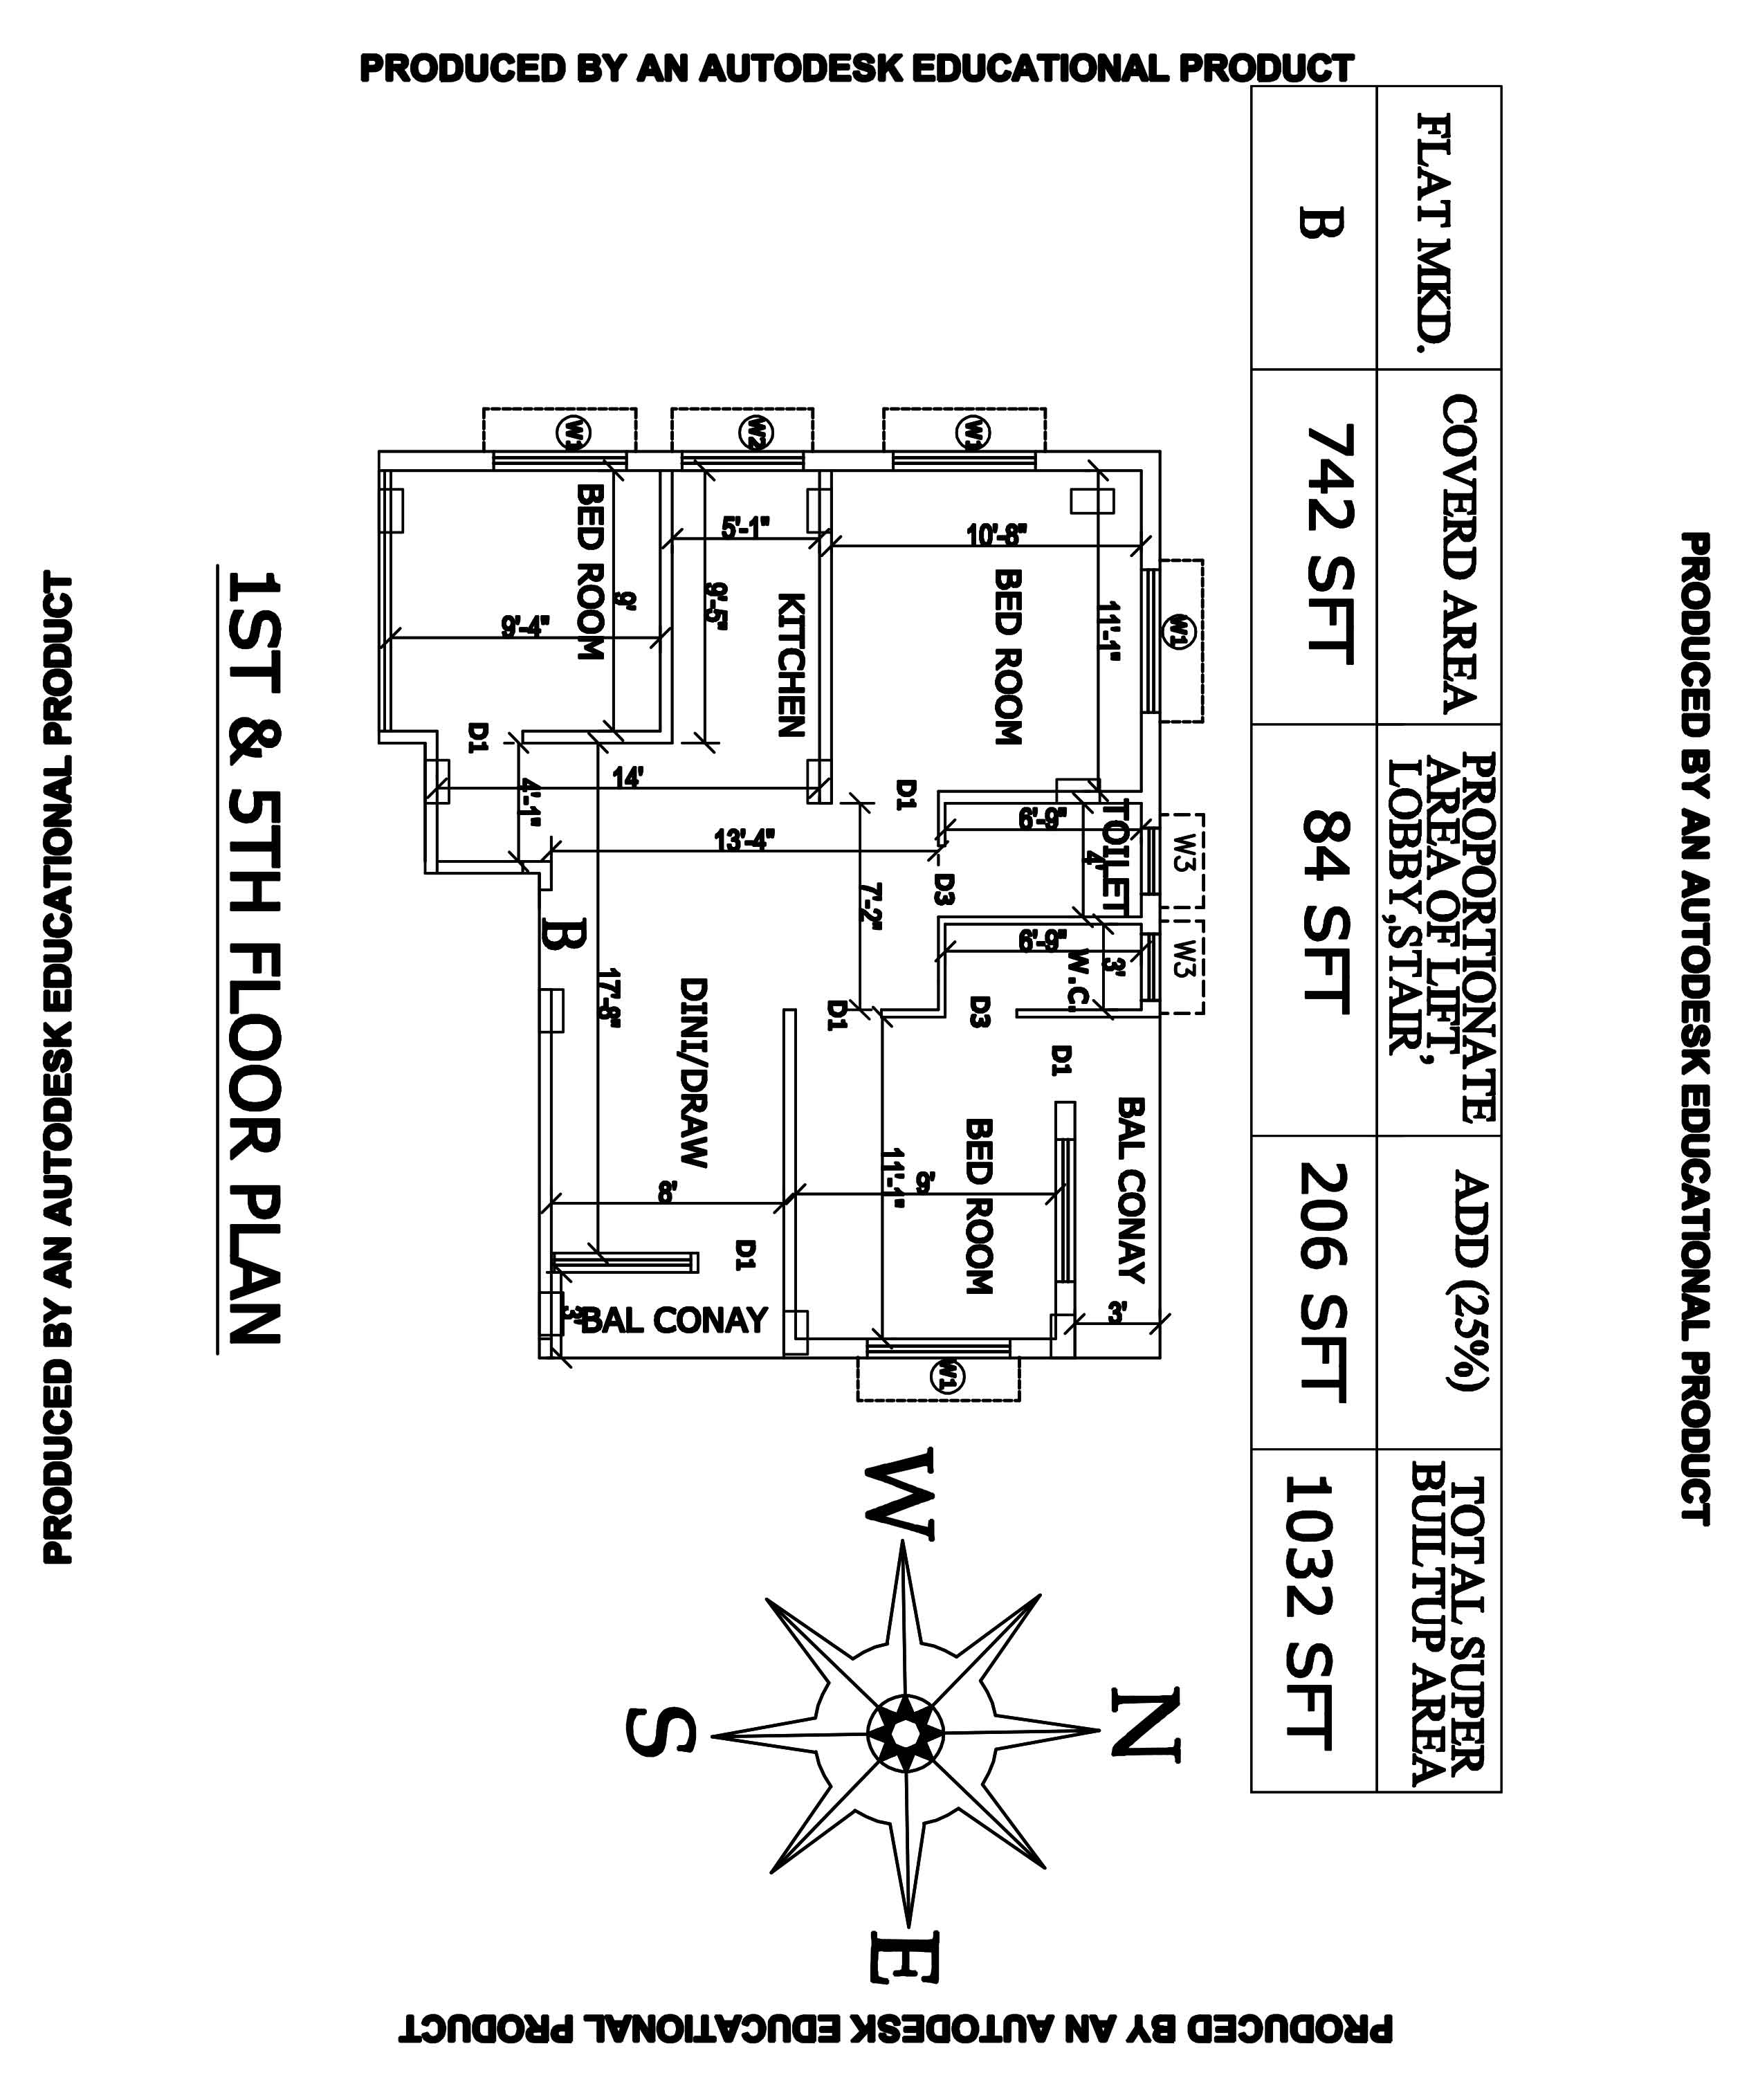 PRODUCED BY AN AUTODESK EDUCATIONAL PRODUCT
PRODUCED BY AN AUTODESK EDUCATIONAL PRODUCT
FLAT MKD.
COVERD AREA
PROPORTIONATE
AREA OF LIFT ,
LOBBY,STAIR
ADD (25%)
TOTAL SUPER
BUILTUP AREA
B
742 SFT
84 SFT
206 SFT
1032 SFT
W1
W3
W3
11'-1"
TOILET
4'
6'-9"
W.C.
3'
6'-9"
BAL CONAY
3'
D1
W1
10'-8"
BED ROOM
D1
D3
D3
BED ROOM
9'
11'-1"
W1
7'-2"
D1
W2
5'-1"
9'-5"
KITCHEN
13'-4"
DINI/DRAW
8'
D1
W1
BED ROOM
9'
9'-4"
14'
4'-1"
D1
17'-8"
B
BAL CONAY
3'
N
W
E
S
1ST & 5TH FLOOR PLAN
PRODUCED BY AN AUTODESK EDUCATIONAL PRODUCT
PRODUCED BY AN AUTODESK EDUCATIONAL PRODUCT